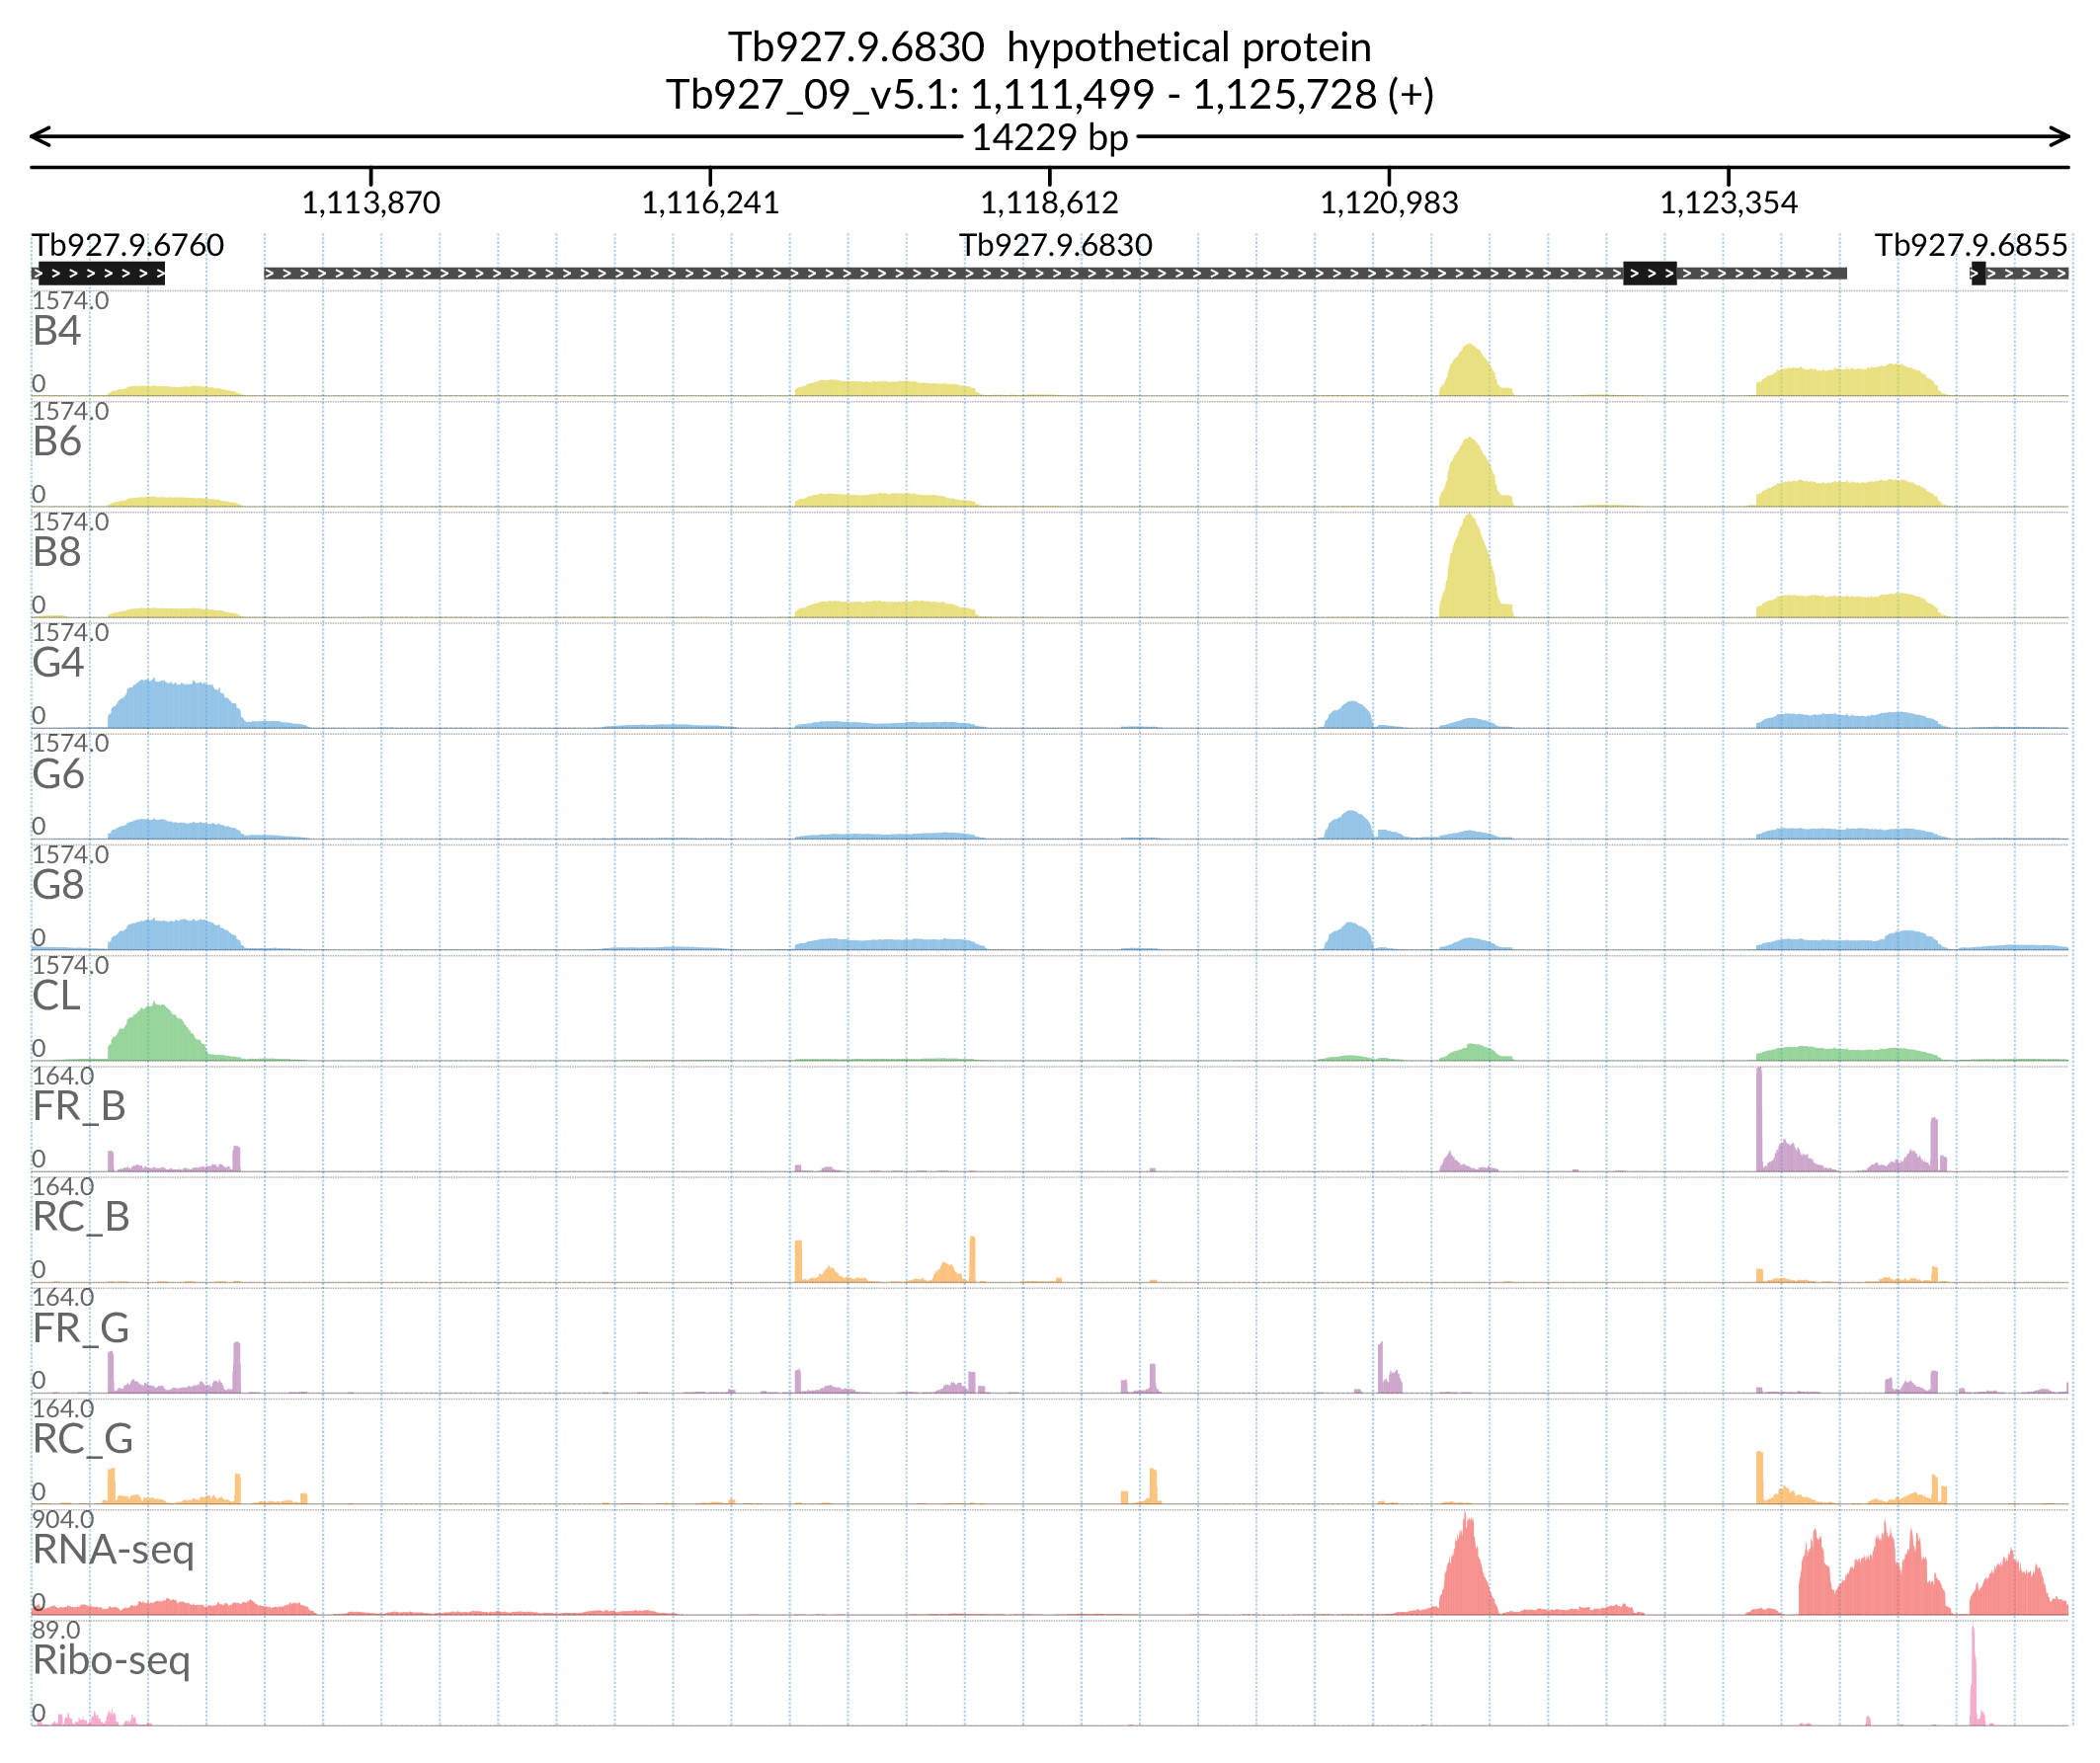 Tb927.9.6830 hypothetical protein
Tb927_09_v5.1: 1,111,499 - 1,125,728 (+)
14229 bp
1,113,870 1,116,241 1,118,612 1,120,983 1,123,354
Tb927.9.6760 Tb927.9.6830 Tb927.9.6855
1574.0
B4
0
1574.0
B6
0
1574.0
B8
0
1574.0
G4
0
1574.0
G6
0
1574.0
G8
0
1574.0
CL
0
164.0
FR_B
0
164.0
RC_B
0
164.0
FR_G
0
164.0
RC_G
0
904.0
RNA-seq
0
89.0
Ribo-seq
0